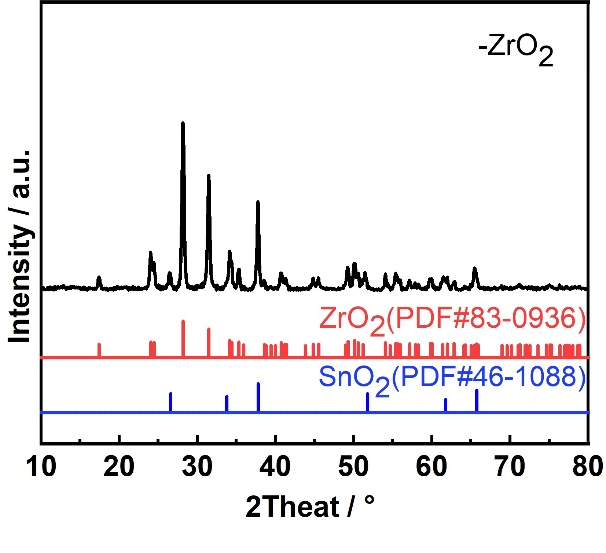 -ZrO2
Intensity / a.u.
ZrO2(PDF#83-0936)
SnO2(PDF#46-1088)
10 20 30 40 50 60 70 80
2Theat / °